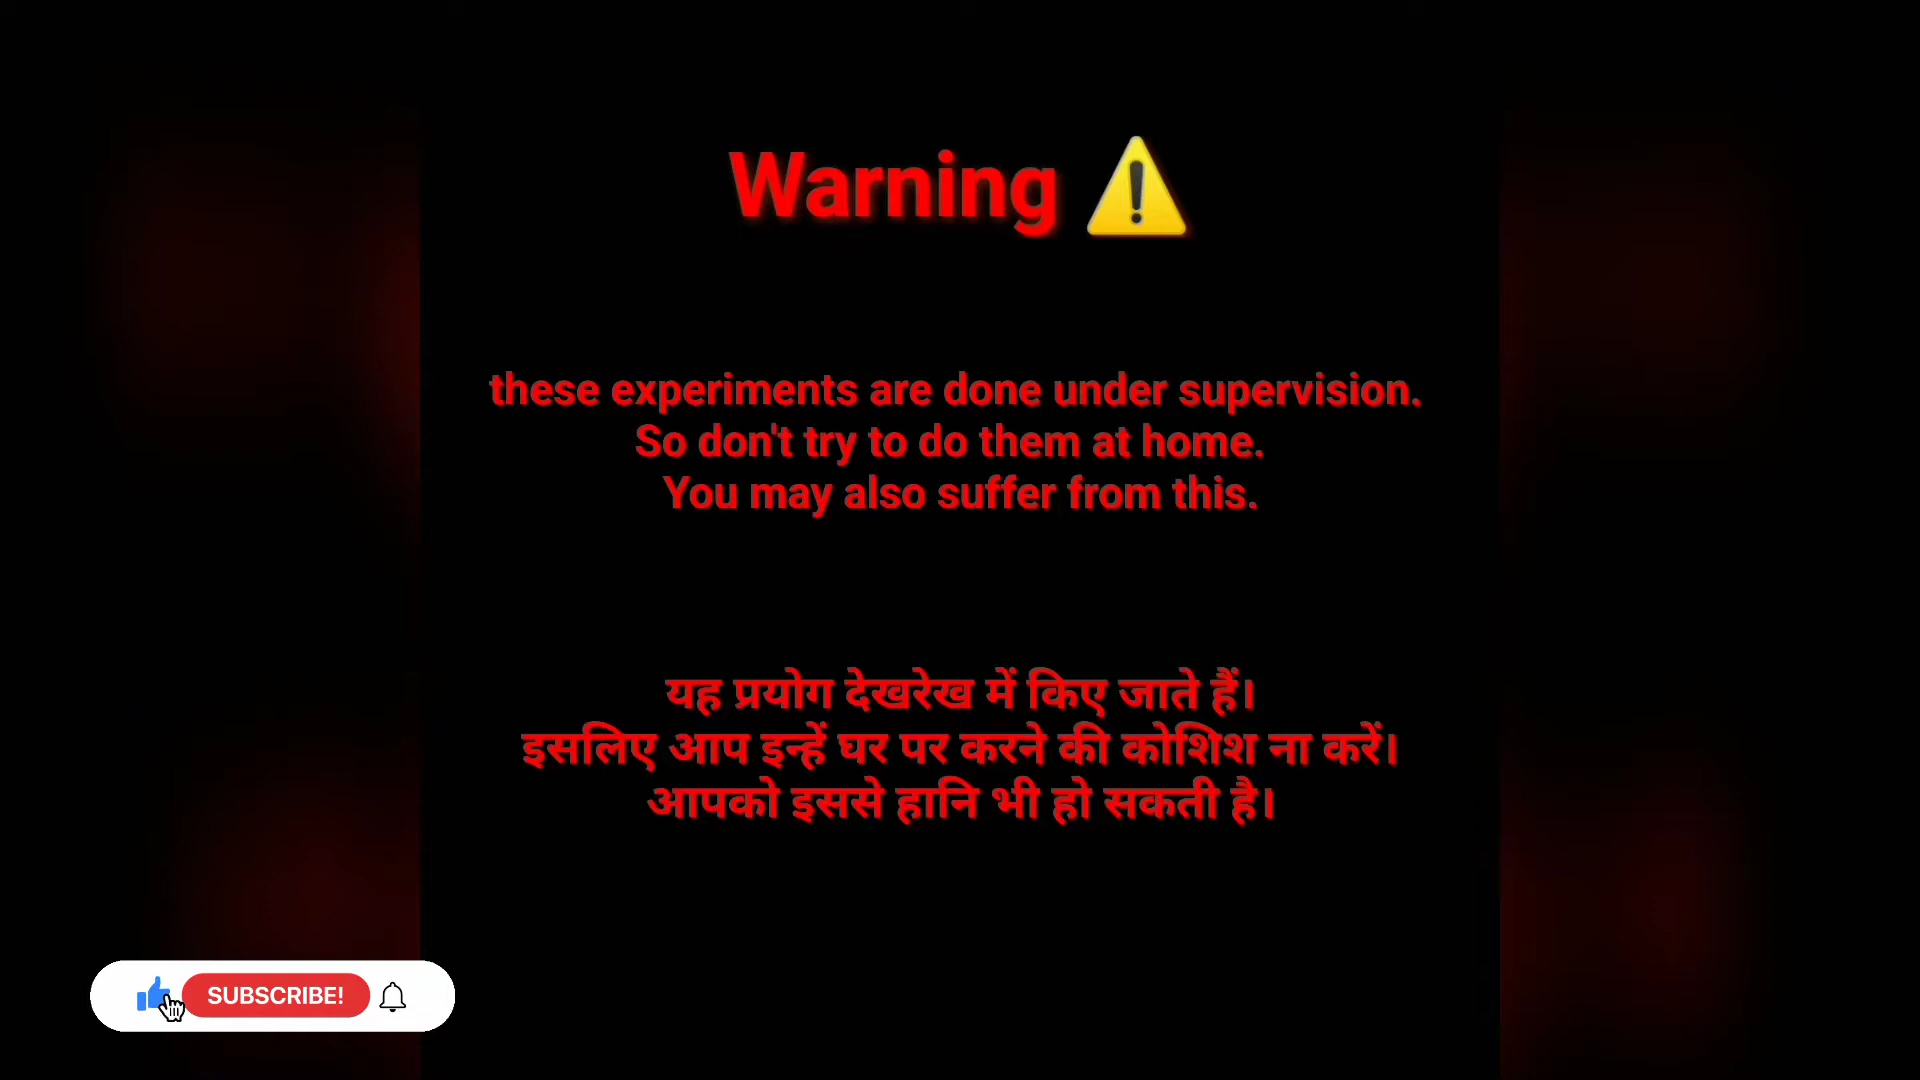 Warning ⚠️
these experiments are done under supervision.
So don't try to do them at home.
You may also suffer from this.
यह प्रयोग देखरेख में किए जाते हैं।
इसलिए आप इन्हें घर पर करने की कोशिश ना करें।
आपको इससे हानि भी हो सकती है।
SUBSCRIBE!